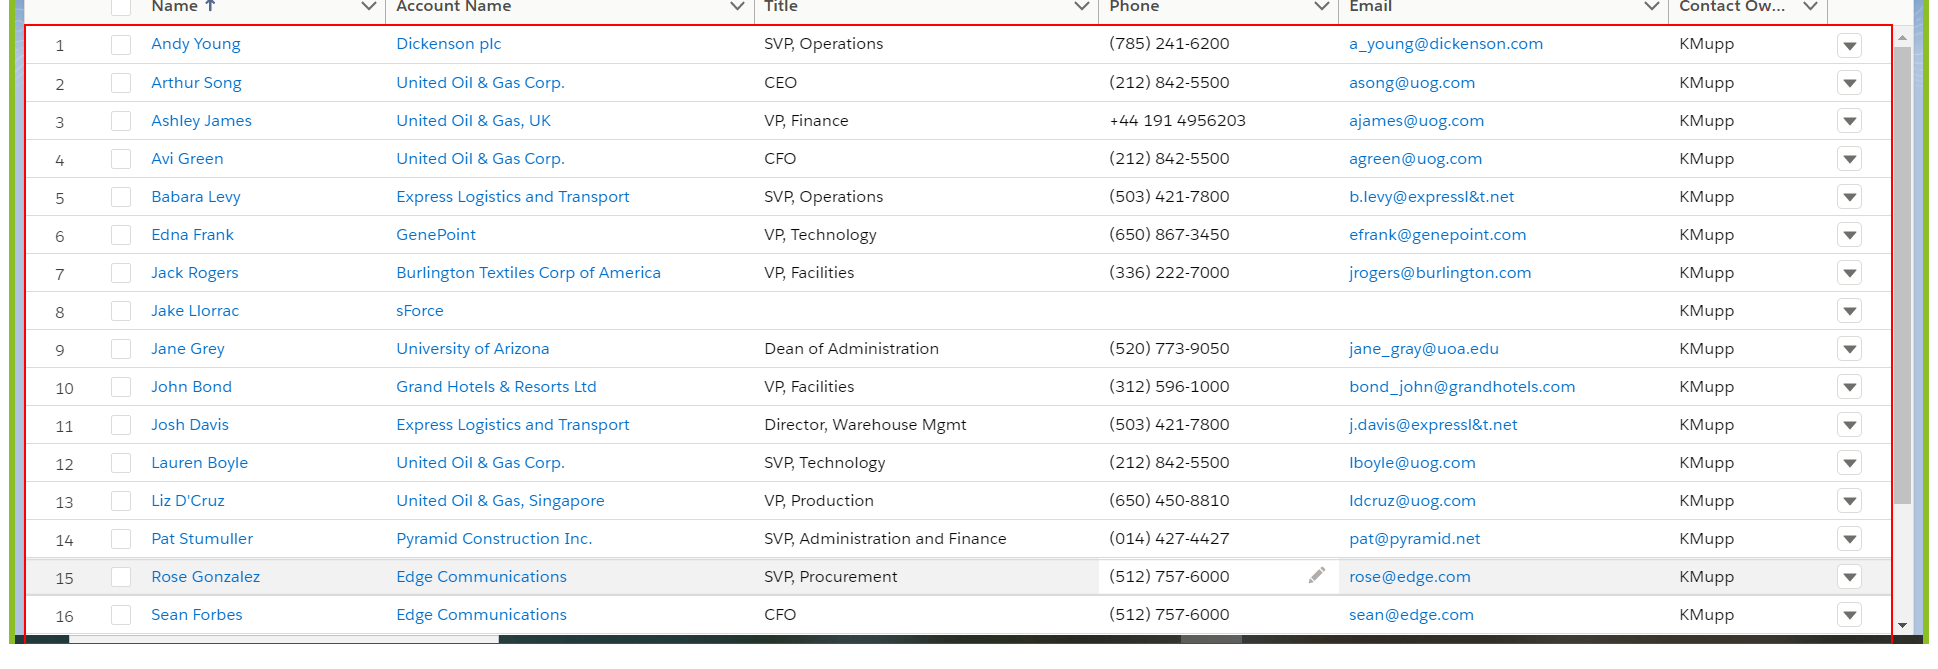 Name ↑ Account Name Title Phone Email Contact Ow...
1 Andy Young Dickenson plc SVP, Operations (785) 241-6200 a_young@dickenson.com KMupp
2 Arthur Song United Oil & Gas Corp. CEO (212) 842-5500 asong@uog.com KMupp
3 Ashley James United Oil & Gas, UK VP, Finance +44 191 4956203 ajames@uog.com KMupp
4 Avi Green United Oil & Gas Corp. CFO (212) 842-5500 agreen@uog.com KMupp
5 Babara Levy Express Logistics and Transport SVP, Operations (503) 421-7800 b.levy@expressl&t.net KMupp
6 Edna Frank GenePoint VP, Technology (650) 867-3450 efrank@genepoint.com KMupp
7 Jack Rogers Burlington Textiles Corp of America VP, Facilities (336) 222-7000 jrogers@burlington.com KMupp
8 Jake Llorrac sForce KMupp
9 Jane Grey University of Arizona Dean of Administration (520) 773-9050 jane_gray@uoa.edu KMupp
10 John Bond Grand Hotels & Resorts Ltd VP, Facilities (312) 596-1000 bond_john@grandhotels.com KMupp
11 Josh Davis Express Logistics and Transport Director, Warehouse Mgmt (503) 421-7800 j.davis@expressl&t.net KMupp
12 Lauren Boyle United Oil & Gas Corp. SVP, Technology (212) 842-5500 lboyle@uog.com KMupp
13 Liz D'Cruz United Oil & Gas, Singapore VP, Production (650) 450-8810 ldcruz@uog.com KMupp
14 Pat Stumuller Pyramid Construction Inc. SVP, Administration and Finance (014) 427-4427 pat@pyramid.net KMupp
15 Rose Gonzalez Edge Communications SVP, Procurement (512) 757-6000 rose@edge.com KMupp
16 Sean Forbes Edge Communications CFO (512) 757-6000 sean@edge.com KMupp